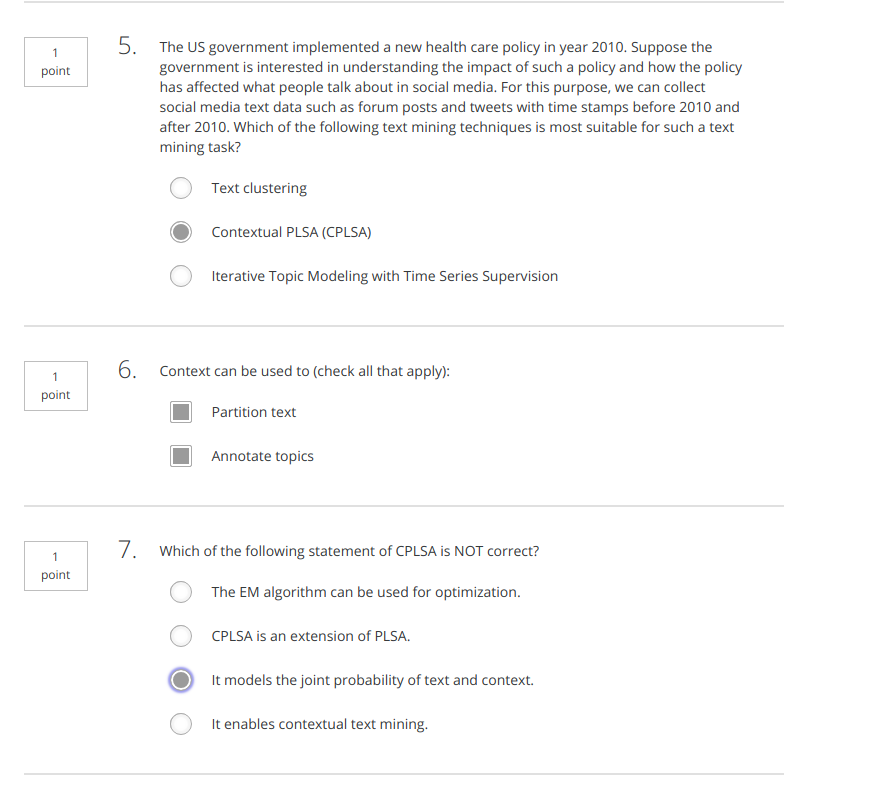 1
point
5.
The US government implemented a new health care policy in year 2010. Suppose the
government is interested in understanding the impact of such a policy and how the policy
has affected what people talk about in social media. For this purpose, we can collect
social media text data such as forum posts and tweets with time stamps before 2010 and
after 2010. Which of the following text mining techniques is most suitable for such a text
mining task?
Text clustering
Contextual PLSA (CPLSA)
Iterative Topic Modeling with Time Series Supervision
1
point
6.
Context can be used to (check all that apply):
Partition text
Annotate topics
1
point
7.
Which of the following statement of CPLSA is NOT correct?
The EM algorithm can be used for optimization.
CPLSA is an extension of PLSA.
It models the joint probability of text and context.
It enables contextual text mining.